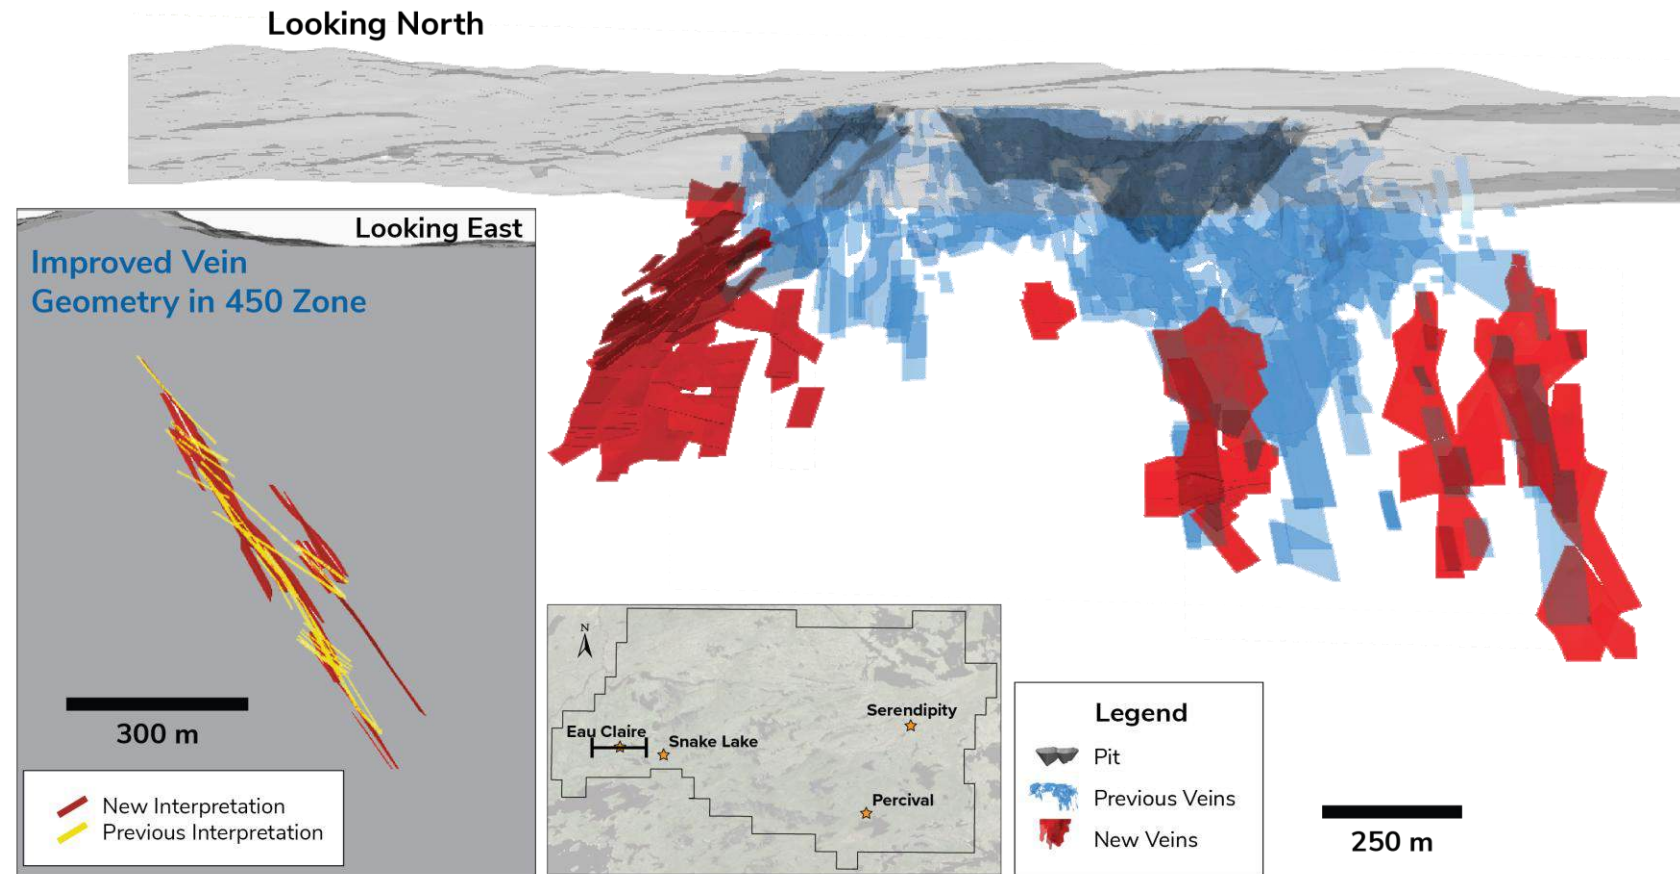 Looking North
Looking East
Improved Vein
Geometry in 450 Zone
300 m
New Interpretation
Previous Interpretation
N
Eau Claire
Snake Lake
Serendipity
Percival
Legend
Pit
Previous Veins
New Veins
250 m